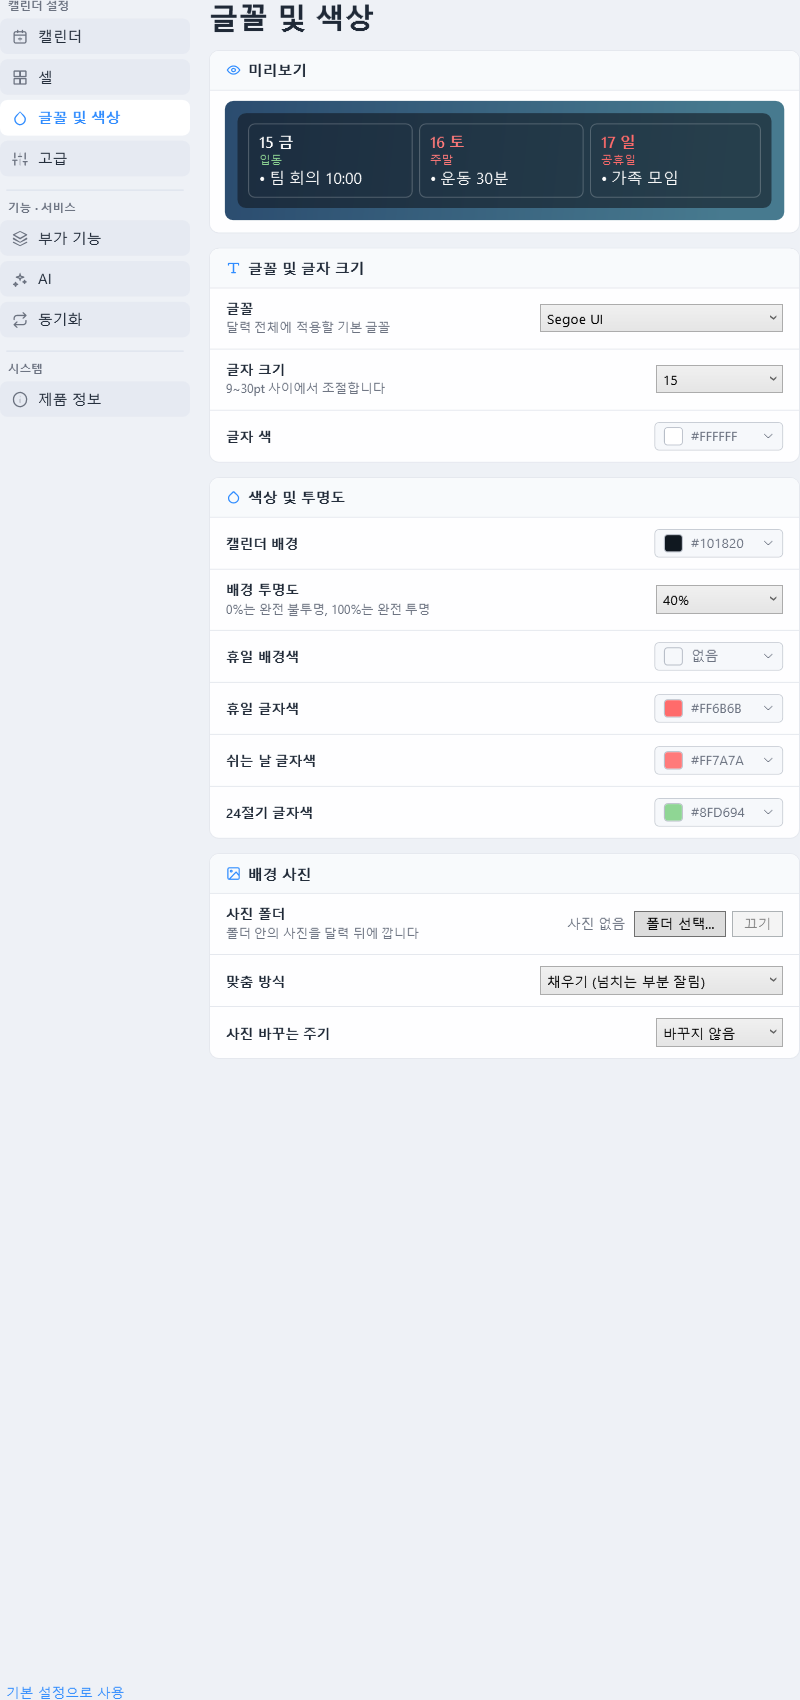 캘린더 설정
캘린더
셀
글꼴 및 색상
고급
기능 · 서비스
부가 기능
AI
동기화
시스템
제품 정보
기본 설정으로 사용
글꼴 및 색상
미리보기
15 금
입동
• 팀 회의 10:00
16 토
주말
• 운동 30분
17 일
공휴일
• 가족 모임
글꼴 및 글자 크기
글꼴
달력 전체에 적용할 기본 글꼴
Segoe UI
글자 크기
9~30pt 사이에서 조절합니다
15
글자 색
#FFFFFF
색상 및 투명도
캘린더 배경
#101820
배경 투명도
0%는 완전 불투명, 100%는 완전 투명
40%
휴일 배경색
없음
휴일 글자색
#FF6B6B
쉬는 날 글자색
#FF7A7A
24절기 글자색
#8FD694
배경 사진
사진 폴더
폴더 안의 사진을 달력 뒤에 깝니다
사진 없음
폴더 선택...
끄기
맞춤 방식
채우기 (넘치는 부분 잘림)
사진 바꾸는 주기
바꾸지 않음